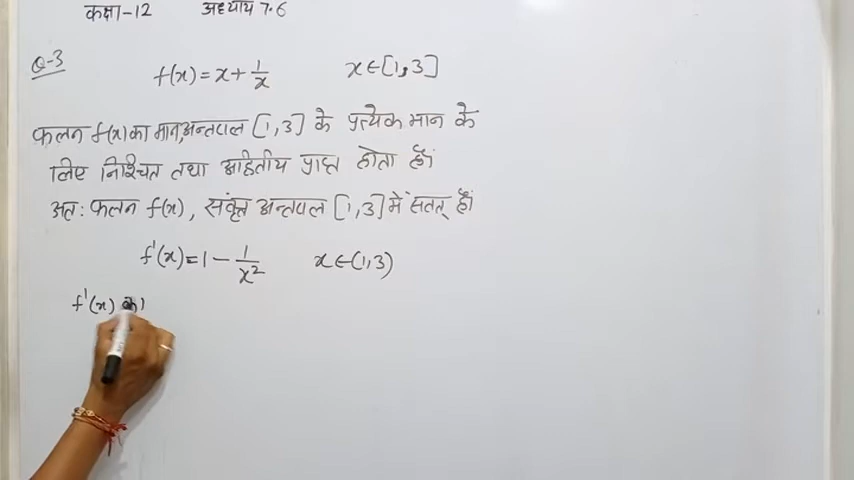 कक्षा-12 अध्याय 7.6
Q-3 f(x) = x + 1/x x∈[1,3]
फलन f(x) का मान, अन्तराल [1,3] के प्रत्येक मान के
लिए निश्चित तथा अद्वितीय प्राप्त होता है।
अतः फलन f(x), संवृत्त अन्तराल [1,3] में सतत् है।
f'(x) = 1 - 1/x² x∈(1,3)
f'(x) का